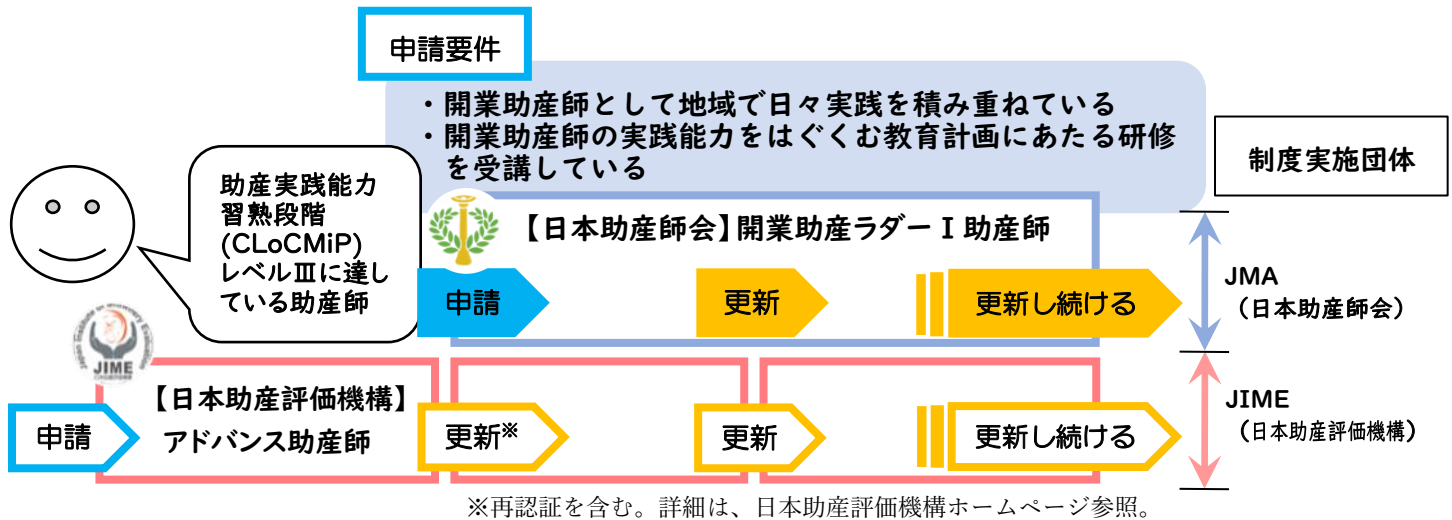 申請要件
・開業助産師として地域で日々実践を積み重ねている
・開業助産師の実践能力をはぐくむ教育計画にあたる研修
を受講している
制度実施団体
助産実践能力
習熟段階
(CLoCMiP)
レベルⅢに達し
ている助産師
【日本助産師会】開業助産ラダーⅠ助産師
申請
更新
更新し続ける
JMA
（日本助産師会）
JIME
【日本助産評価機構】
アドバンス助産師
申請
更新※
更新
更新し続ける
JIME
（日本助産評価機構）
※再認証を含む。詳細は、日本助産評価機構ホームページ参照。